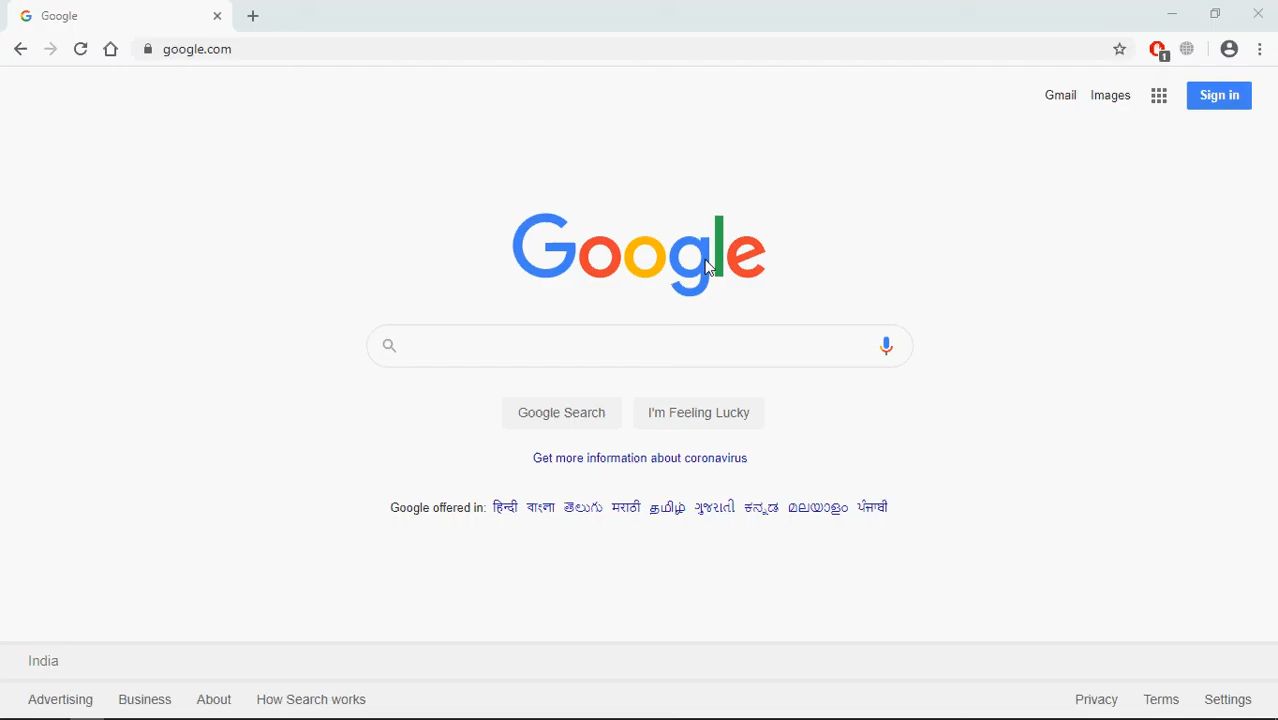 Google
google.com
1
Gmail Images Sign in
Google
Google Search I'm Feeling Lucky
Get more information about coronavirus
Google offered in: हिन्दी বাংলা తెలుగు मराठी தமிழ் ગુજરાતી ಕನ್ನಡ മലയാളം ਪੰਜਾਬੀ
India
Advertising Business About How Search works Privacy Terms Settings